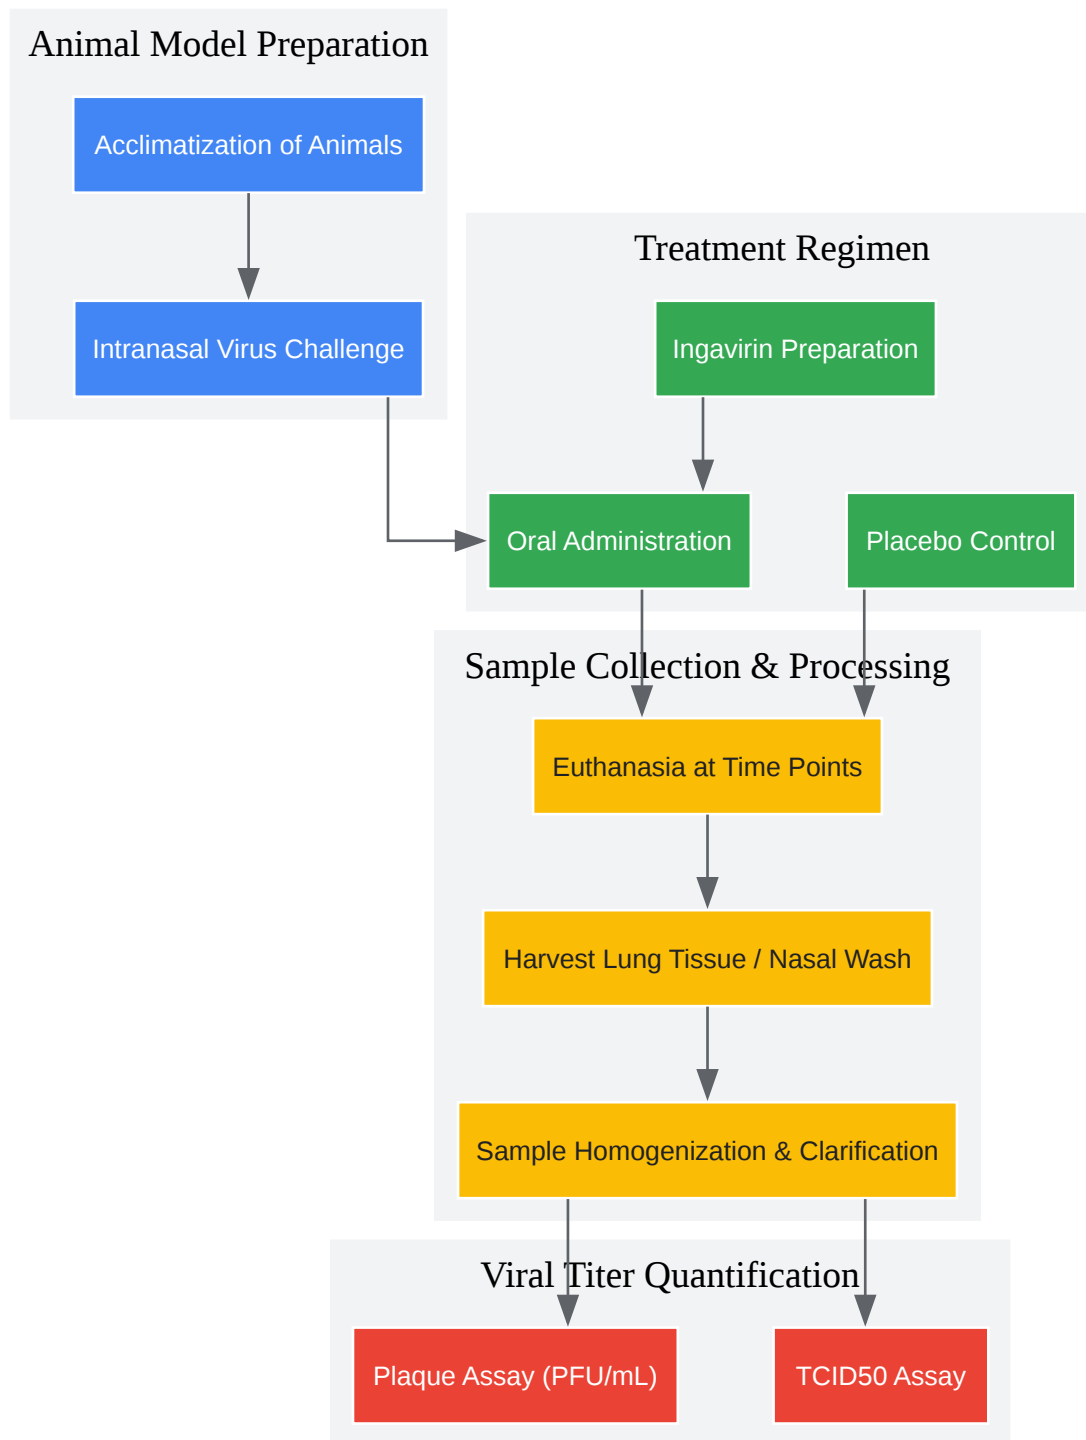 Animal Model Preparation
Acclimatization of Animals
Intranasal Virus Challenge
Treatment Regimen
Ingavirin Preparation
Oral Administration
Placebo Control
Sample Collection & Processing
Euthanasia at Time Points
Harvest Lung Tissue / Nasal Wash
Sample Homogenization & Clarification
Viral Titer Quantification
Plaque Assay (PFU/mL)
TCID50 Assay